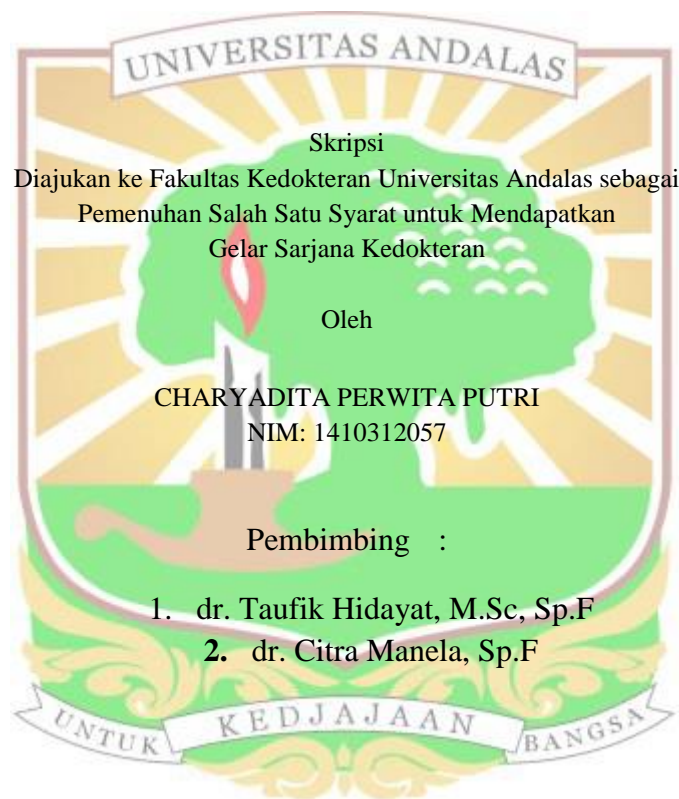 UNIVERSITAS ANDALAS
Skripsi
Diajukan ke Fakultas Kedokteran Universitas Andalas sebagai
Pemenuhan Salah Satu Syarat untuk Mendapatkan
Gelar Sarjana Kedokteran
Oleh
CHARYADITA PERWITA PUTRI
NIM: 1410312057
Pembimbing :
1. dr. Taufik Hidayat, M.Sc, Sp.F
2. dr. Citra Manela, Sp.F
UNTUK KEDJAJAAN BANGSA